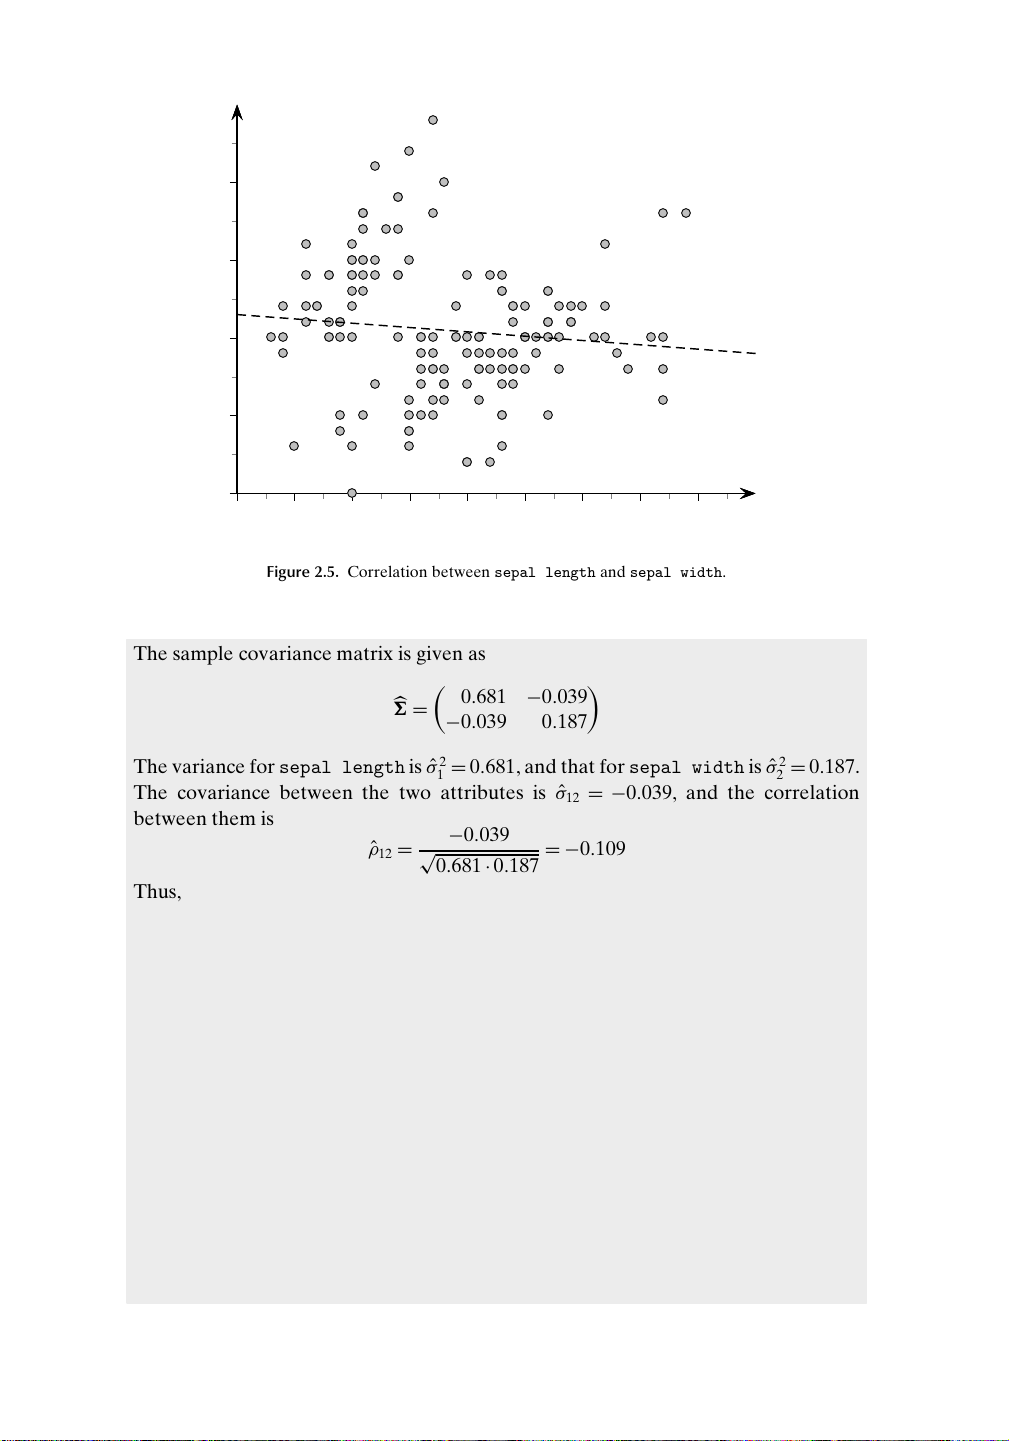 Figure 2.5. Correlation between sepal length and sepal width.
The sample covariance matrix is given as
Σ̂ = ( 0.681 −0.039
−0.039 0.187 )
The variance for sepal length is σ̂₁² = 0.681, and that for sepal width is σ̂₂² = 0.187.
The covariance between the two attributes is σ̂₁₂ = −0.039, and the correlation
between them is
ρ̂₁₂ = −0.039 / √(0.681 · 0.187) = −0.109
Thus,